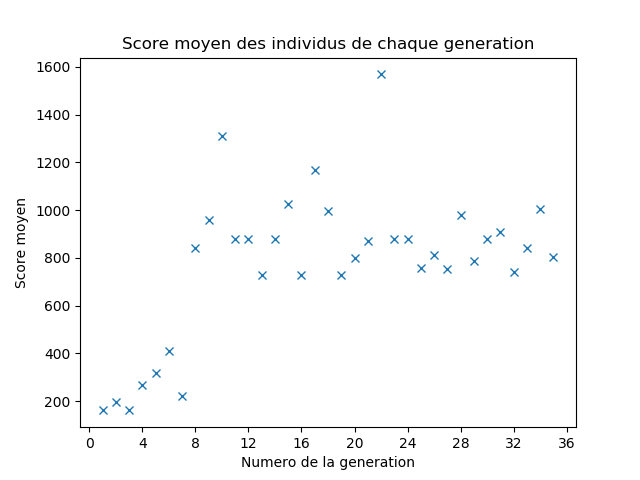 Score moyen des individus de chaque generation
1600
1400
1200
1000
800
600
400
200
Score moyen
0 4 8 12 16 20 24 28 32 36
Numero de la generation